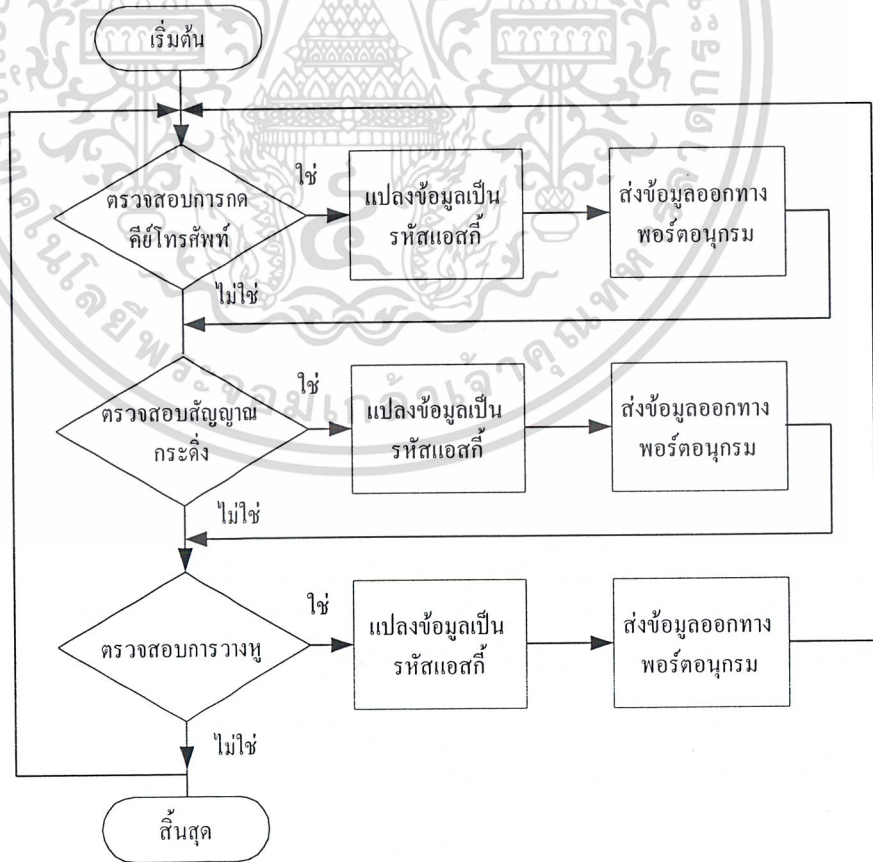 เริ่มต้น
ตรวจสอบการกด
คีย์โทรศัพท์
ใช่
แปลงข้อมูลเป็น
รหัสแอสกี้
ส่งข้อมูลออกทาง
พอร์ตอนุกรม
ไม่ใช่
ตรวจสอบสัญญาณ
กระดิ่ง
ใช่
แปลงข้อมูลเป็น
รหัสแอสกี้
ส่งข้อมูลออกทาง
พอร์ตอนุกรม
ไม่ใช่
ตรวจสอบการวางหู
ใช่
แปลงข้อมูลเป็น
รหัสแอสกี้
ส่งข้อมูลออกทาง
พอร์ตอนุกรม
ไม่ใช่
สิ้นสุด